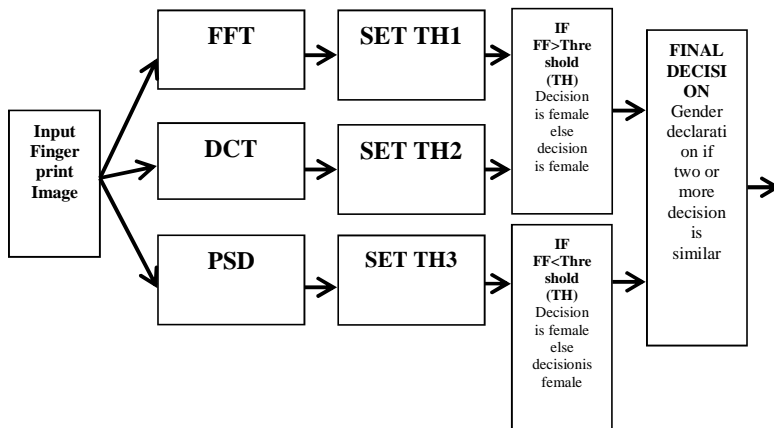 Input
Finger
print
Image
FFT
DCT
PSD
SET TH1
SET TH2
SET TH3
IF
FF>Thre
shold
(TH)
Decision
is female
else
decision
is female
IF
FF<Thre
shold
(TH)
Decision
is female
else
decisionis
female
FINAL
DECISI
ON
Gender
declarati
on if
two or
more
decision
is
similar